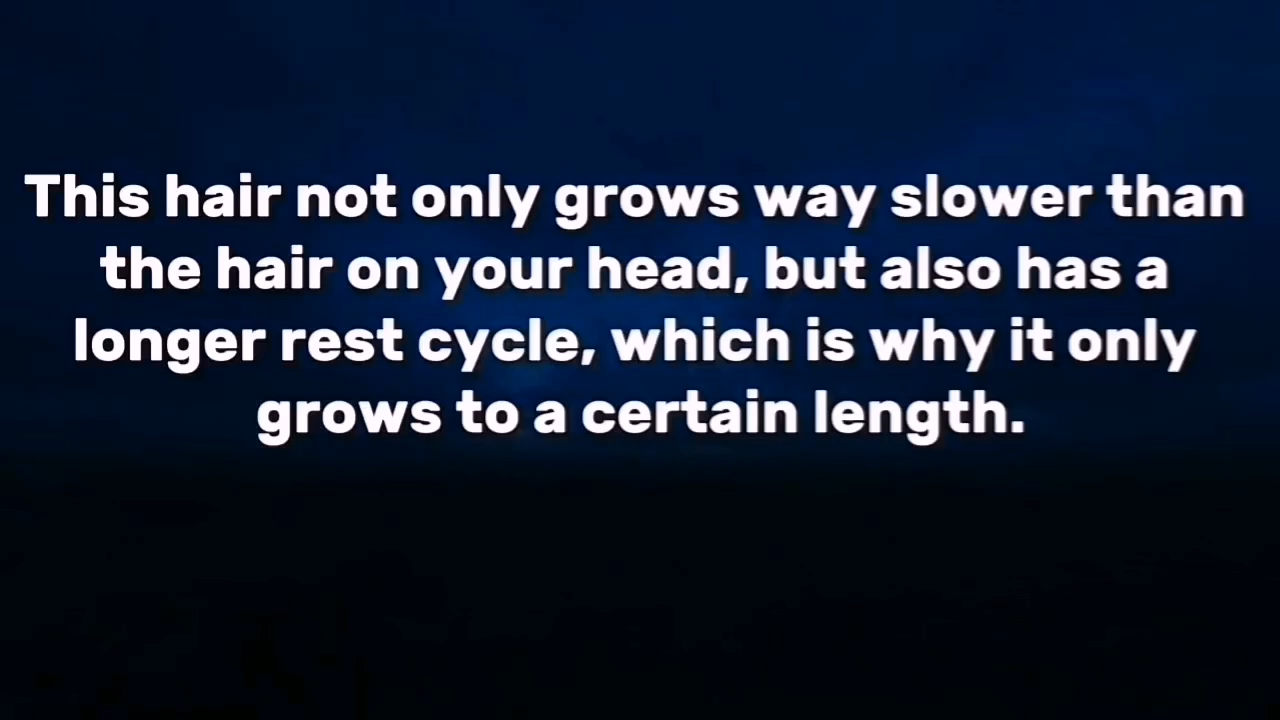 This hair not only grows way slower than
the hair on your head, but also has a
longer rest cycle, which is why it only
grows to a certain length.